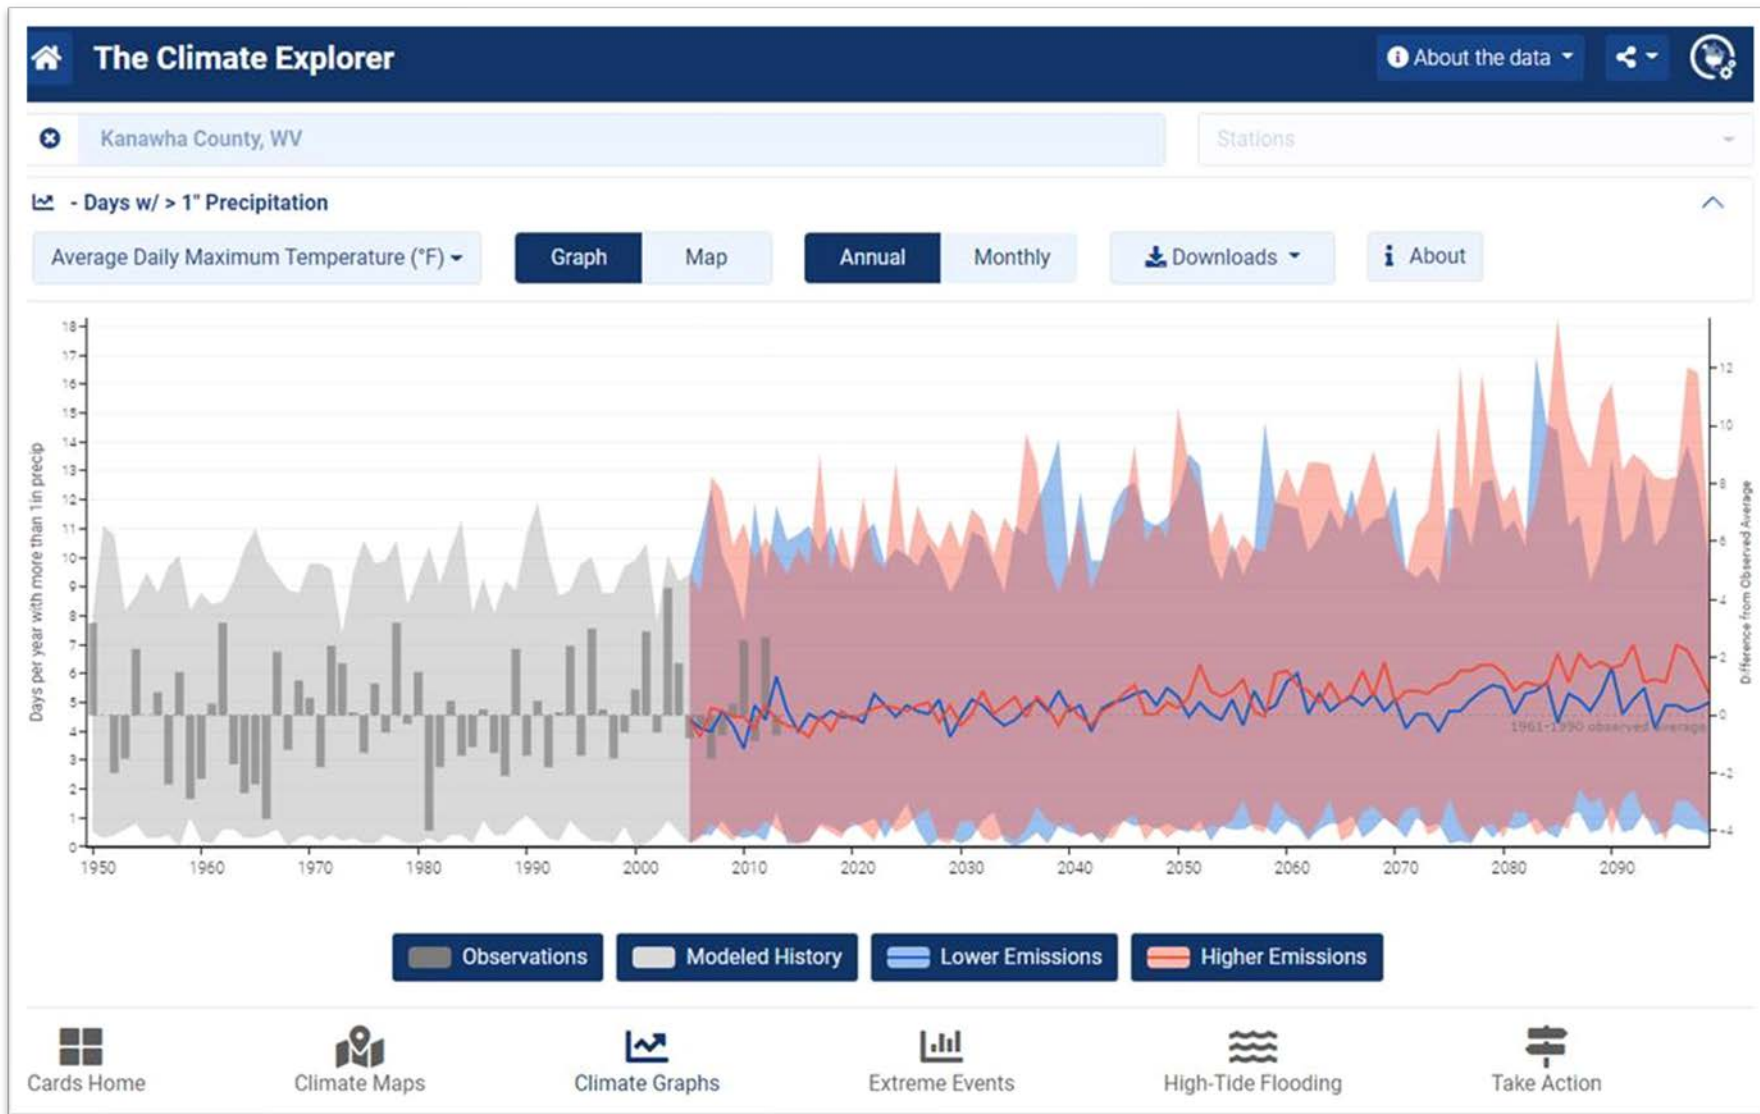 The Climate Explorer
About the data
Kanawha County, WV
Stations
- Days w/ > 1" Precipitation
Average Daily Maximum Temperature (°F)
Graph
Map
Annual
Monthly
Downloads
About
Days per year with more than 1in precip
18
17
16
15
14
13
12
11
10
9
8
7
6
5
4
3
2
1
0
12
10
8
6
4
2
0
-2
-4
Difference from Observed Average
1961-1990 observed average
1950
1960
1970
1980
1990
2000
2010
2020
2030
2040
2050
2060
2070
2080
2090
Observations
Modeled History
Lower Emissions
Higher Emissions
Cards Home
Climate Maps
Climate Graphs
Extreme Events
High-Tide Flooding
Take Action